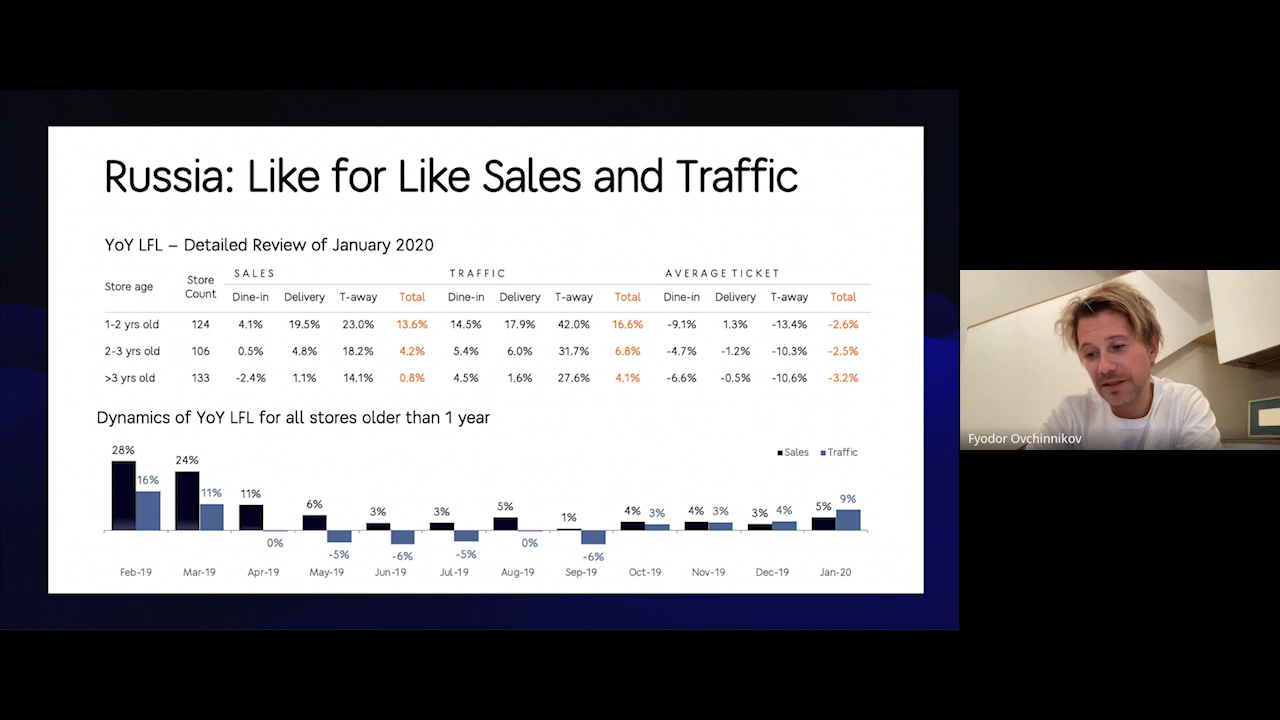 Russia: Like for Like Sales and Traffic
YoY LFL – Detailed Review of January 2020
Store age Store Count SALES TRAFFIC AVERAGE TICKET
Dine-in Delivery T-away Total Dine-in Delivery T-away Total Dine-in Delivery T-away Total
1-2 yrs old 124 4.1% 19.5% 23.0% 13.6% 14.5% 17.9% 42.0% 16.6% -9.1% 1.3% -13.4% -2.6%
2-3 yrs old 106 0.5% 4.8% 18.2% 4.2% 5.4% 6.0% 31.7% 6.8% -4.7% -1.2% -10.3% -2.5%
>3 yrs old 133 -2.4% 1.1% 14.1% 0.8% 4.5% 1.6% 27.6% 4.1% -6.6% -0.5% -10.6% -3.2%
Dynamics of YoY LFL for all stores older than 1 year
Sales Traffic
28% 24% 11% 6% 3% 3% 5% 1% 4% 4% 3% 5%
16% 11% 0% -5% -6% -5% 0% -6% 3% 3% 4% 9%
Feb-19 Mar-19 Apr-19 May-19 Jun-19 Jul-19 Aug-19 Sep-19 Oct-19 Nov-19 Dec-19 Jan-20
Fyodor Ovchinnikov